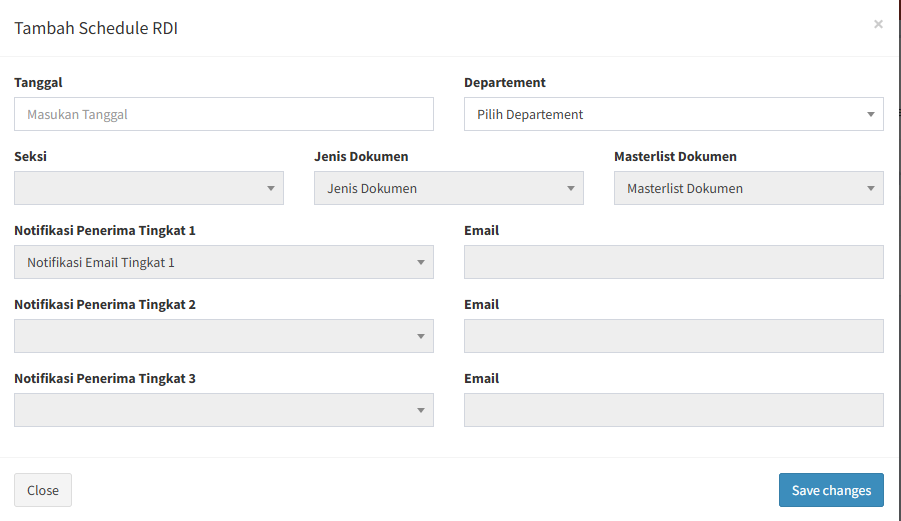 Tambah Schedule RDI
×
Tanggal
Departement
Masukan Tanggal
Pilih Departement
Seksi
Jenis Dokumen
Masterlist Dokumen
Jenis Dokumen
Masterlist Dokumen
Notifikasi Penerima Tingkat 1
Email
Notifikasi Email Tingkat 1
Notifikasi Penerima Tingkat 2
Email
Notifikasi Penerima Tingkat 3
Email
Close
Save changes